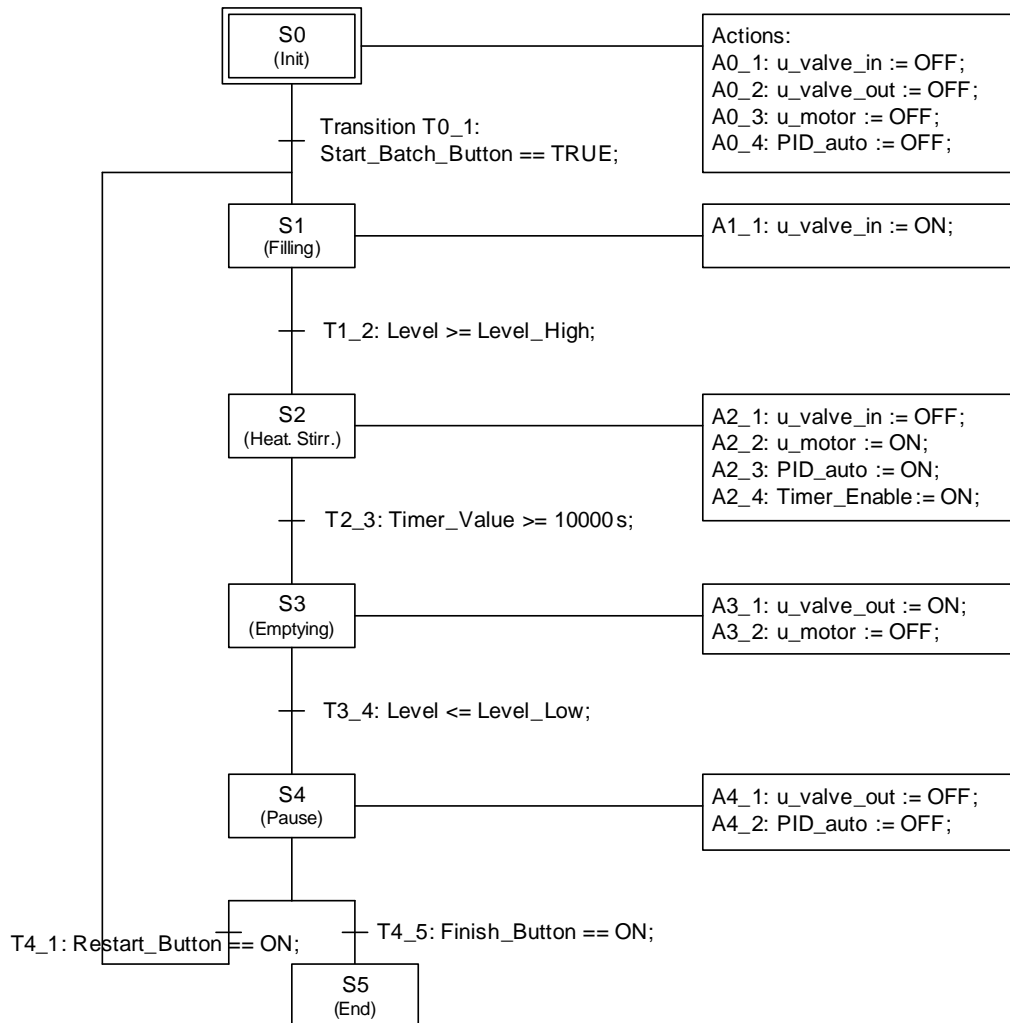 S0
(Init)
Actions:
A0_1: u_valve_in := OFF;
A0_2: u_valve_out := OFF;
A0_3: u_motor := OFF;
A0_4: PID_auto := OFF;
Transition T0_1:
Start_Batch_Button == TRUE;
S1
(Filling)
A1_1: u_valve_in := ON;
T1_2: Level >= Level_High;
S2
(Heat. Stirr.)
A2_1: u_valve_in := OFF;
A2_2: u_motor := ON;
A2_3: PID_auto := ON;
A2_4: Timer_Enable := ON;
T2_3: Timer_Value >= 10000s;
S3
(Emptying)
A3_1: u_valve_out := ON;
A3_2: u_motor := OFF;
T3_4: Level <= Level_Low;
S4
(Pause)
A4_1: u_valve_out := OFF;
A4_2: PID_auto := OFF;
T4_1: Restart_Button == ON;
T4_5: Finish_Button == ON;
S5
(End)